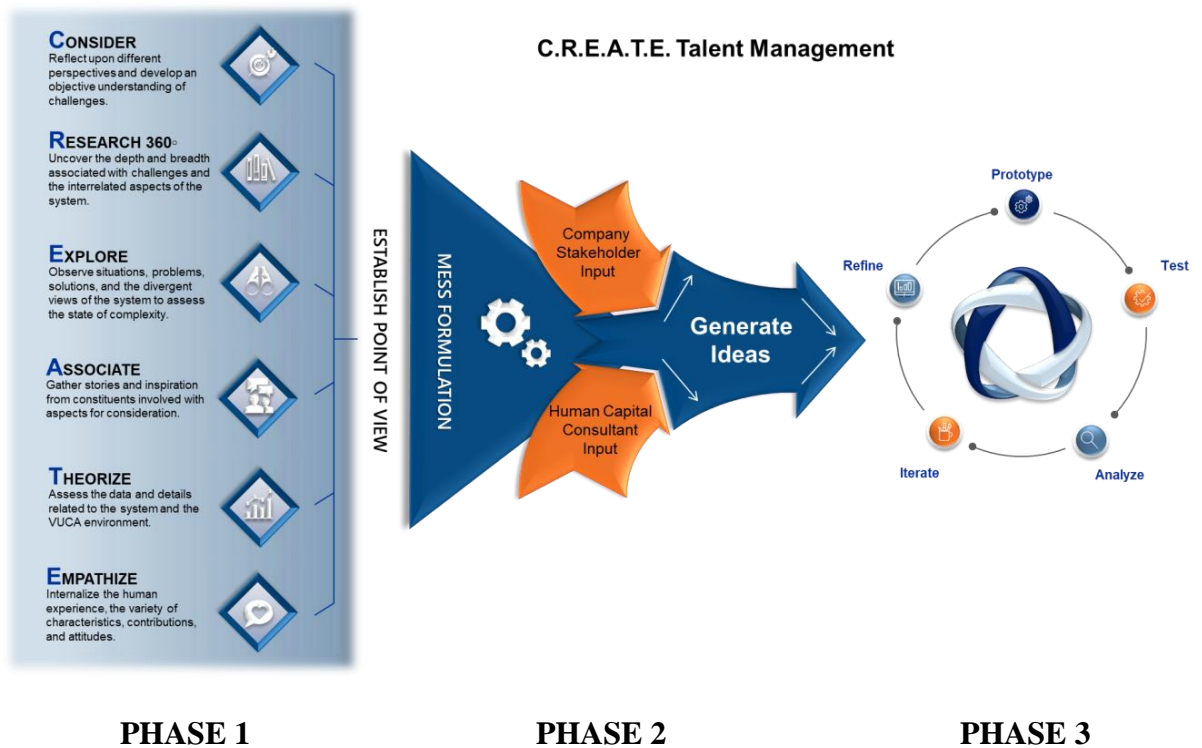 C.R.E.A.T.E. Talent Management
CONSIDER
Reflect upon different
perspectives and develop an
objective understanding of
challenges.
RESEARCH 360◦
Uncover the depth and breadth
associated with challenges and
the interrelated aspects of the
system.
EXPLORE
Observe situations, problems,
solutions, and the divergent
views of the system to assess
the state of complexity.
ASSOCIATE
Gather stories and inspiration
from constituents involved with
aspects for consideration.
THEORIZE
Assess the data and details
related to the system and the
VUCA environment.
EMPATHIZE
Internalize the human
experience, the variety of
characteristics, contributions,
and attitudes.
ESTABLISH POINT OF VIEW
MESS FORMULATION
Company
Stakeholder
Input
Human Capital
Consultant
Input
Generate
Ideas
Prototype
Test
Analyze
Iterate
Refine
PHASE 1
PHASE 2
PHASE 3